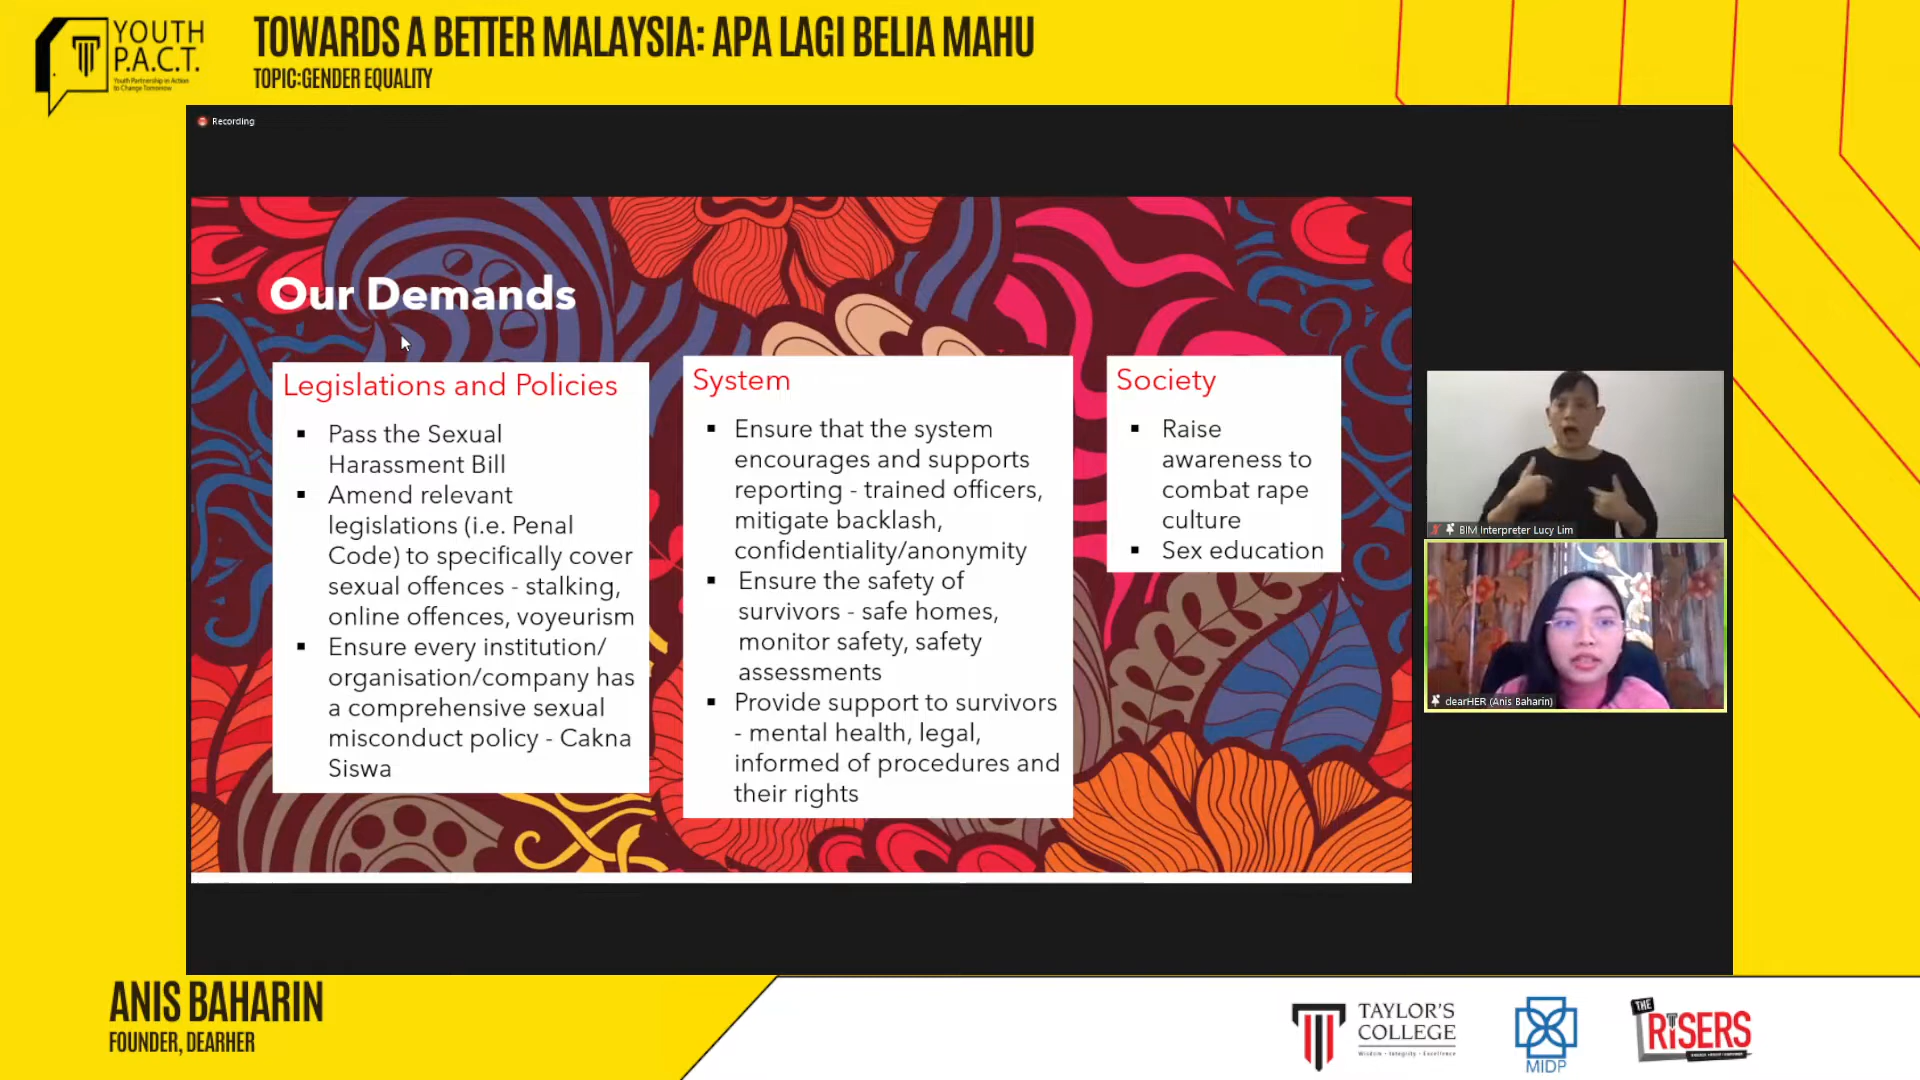 YOUTH
P.A.C.T.
Youth Partnership in Action
to Change Tomorrow
TOWARDS A BETTER MALAYSIA: APA LAGI BELIA MAHU
TOPIC:GENDER EQUALITY
Recording
Our Demands
Legislations and Policies
▪ Pass the Sexual
Harassment Bill
▪ Amend relevant
legislations (i.e. Penal
Code) to specifically cover
sexual offences - stalking,
online offences, voyeurism
▪ Ensure every institution/
organisation/company has
a comprehensive sexual
misconduct policy - Cakna
Siswa
System
▪ Ensure that the system
encourages and supports
reporting - trained officers,
mitigate backlash,
confidentiality/anonymity
▪ Ensure the safety of
survivors - safe homes,
monitor safety, safety
assessments
▪ Provide support to survivors
- mental health, legal,
informed of procedures and
their rights
Society
▪ Raise
awareness to
combat rape
culture
▪ Sex education
BIM Interpreter Lucy Lim
dearHER (Anis Baharin)
ANIS BAHARIN
FOUNDER, DEARHER
TAYLOR'S
COLLEGE
Wisdom - Integrity - Excellence
MIDP
THE
RISERS